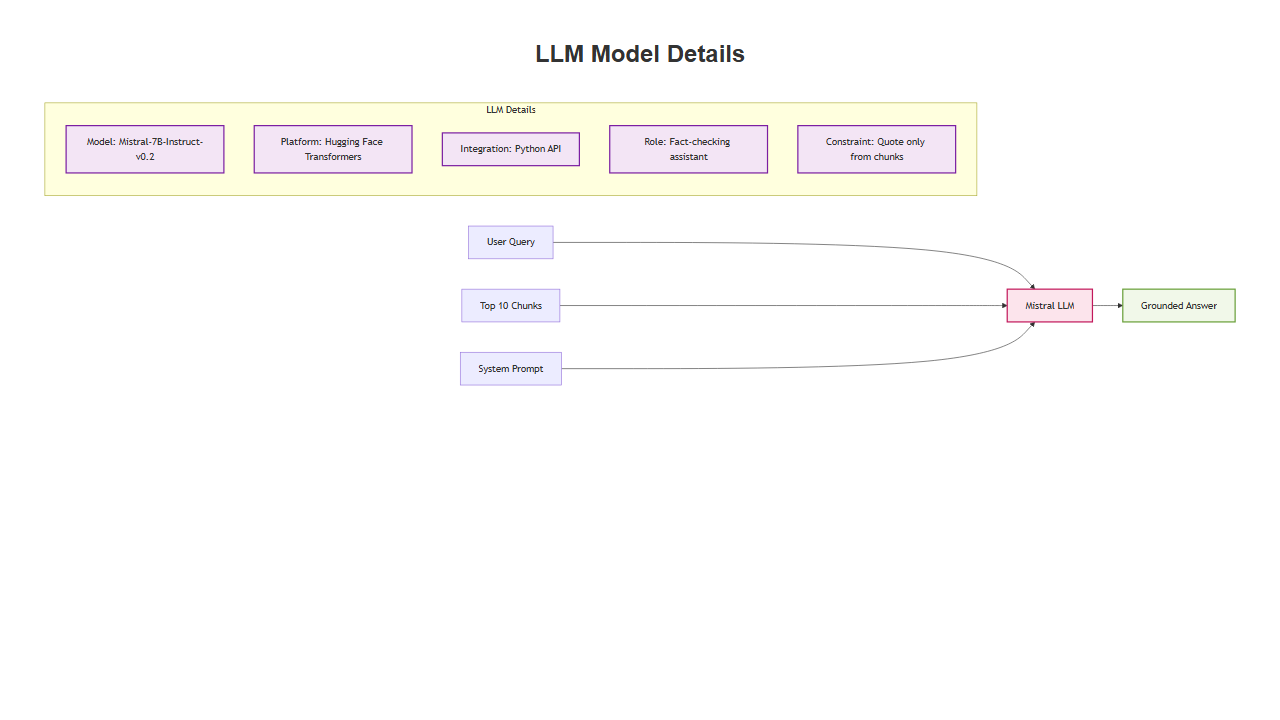 LLM Model Details
LLM Details
Model: Mistral-7B-Instruct-
v0.2
Platform: Hugging Face
Transformers
Integration: Python API
Role: Fact-checking
assistant
Constraint: Quote only
from chunks
User Query
Top 10 Chunks
System Prompt
Mistral LLM
Grounded Answer